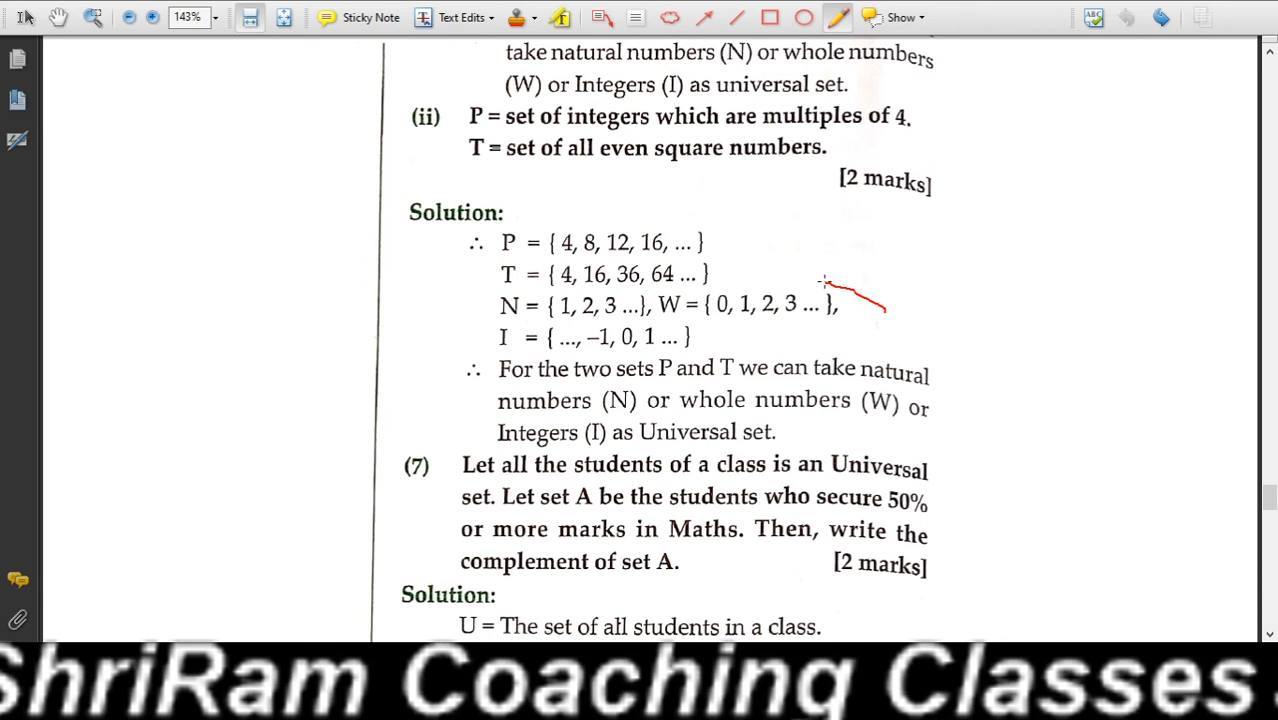 143%
Sticky Note
Text Edits
Show
take natural numbers (N) or whole numbers
(W) or Integers (I) as universal set.
(ii) P = set of integers which are multiples of 4.
T = set of all even square numbers.
[2 marks]
Solution:
∴ P = { 4, 8, 12, 16, ... }
T = { 4, 16, 36, 64 ... }
N = { 1, 2, 3 ...}, W = { 0, 1, 2, 3 ... },
I = { ..., –1, 0, 1 ... }
∴ For the two sets P and T we can take natural
numbers (N) or whole numbers (W) or
Integers (I) as Universal set.
(7) Let all the students of a class is an Universal
set. Let set A be the students who secure 50%
or more marks in Maths. Then, write the
complement of set A. [2 marks]
Solution:
U = The set of all students in a class.
ShriRam Coaching Classes